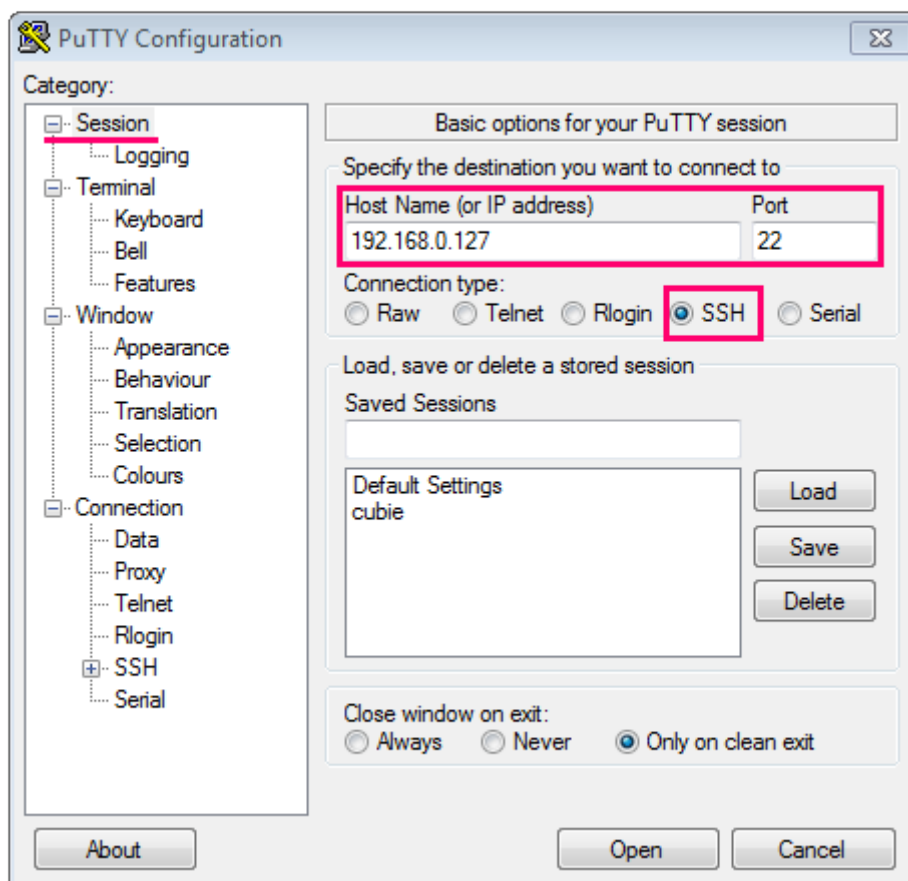 PuTTY Configuration
Category:
Session
Logging
Terminal
Keyboard
Bell
Features
Window
Appearance
Behaviour
Translation
Selection
Colours
Connection
Data
Proxy
Telnet
Rlogin
SSH
Serial
Basic options for your PuTTY session
Specify the destination you want to connect to
Host Name (or IP address) Port
192.168.0.127 22
Connection type:
Raw Telnet Rlogin SSH Serial
Load, save or delete a stored session
Saved Sessions
Default Settings
cubie
Load
Save
Delete
Close window on exit:
Always Never Only on clean exit
About Open Cancel